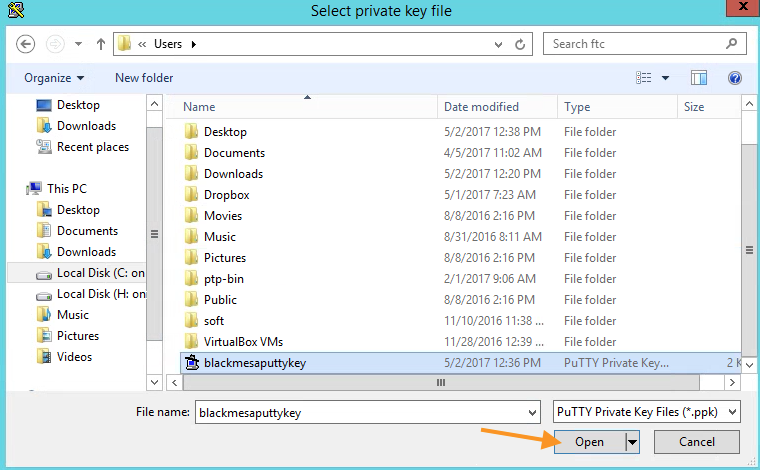 Select private key file
X
« Users
Search ftc
Organize
New folder
?
Name
Date modified
Type
Size
Desktop
Downloads
Recent places
This PC
Desktop
Documents
Downloads
Local Disk (C: on
Local Disk (H: on
Music
Pictures
Videos
Desktop 5/2/2017 12:38 PM File folder
Documents 4/5/2017 11:02 AM File folder
Downloads 5/2/2017 12:20 PM File folder
Dropbox 5/1/2017 7:23 AM File folder
Movies 8/8/2016 2:16 PM File folder
Music 8/31/2016 8:11 AM File folder
Pictures 8/8/2016 2:16 PM File folder
ptp-bin 2/1/2017 9:06 AM File folder
Public 8/8/2016 2:16 PM File folder
soft 11/10/2016 11:38 ... File folder
VirtualBox VMs 11/28/2016 12:39 ... File folder
blackmesaputtykey 5/2/2017 12:36 PM PuTTY Private Key... 2 K
File name: blackmesaputtykey
PuTTY Private Key Files (*.ppk)
Open
Cancel